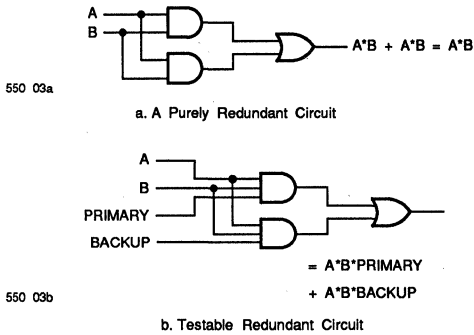 A
B
A*B + A*B = A*B
550 03a
a. A Purely Redundant Circuit
A
B
PRIMARY
BACKUP
= A*B*PRIMARY
+ A*B*BACKUP
550 03b
b. Testable Redundant Circuit